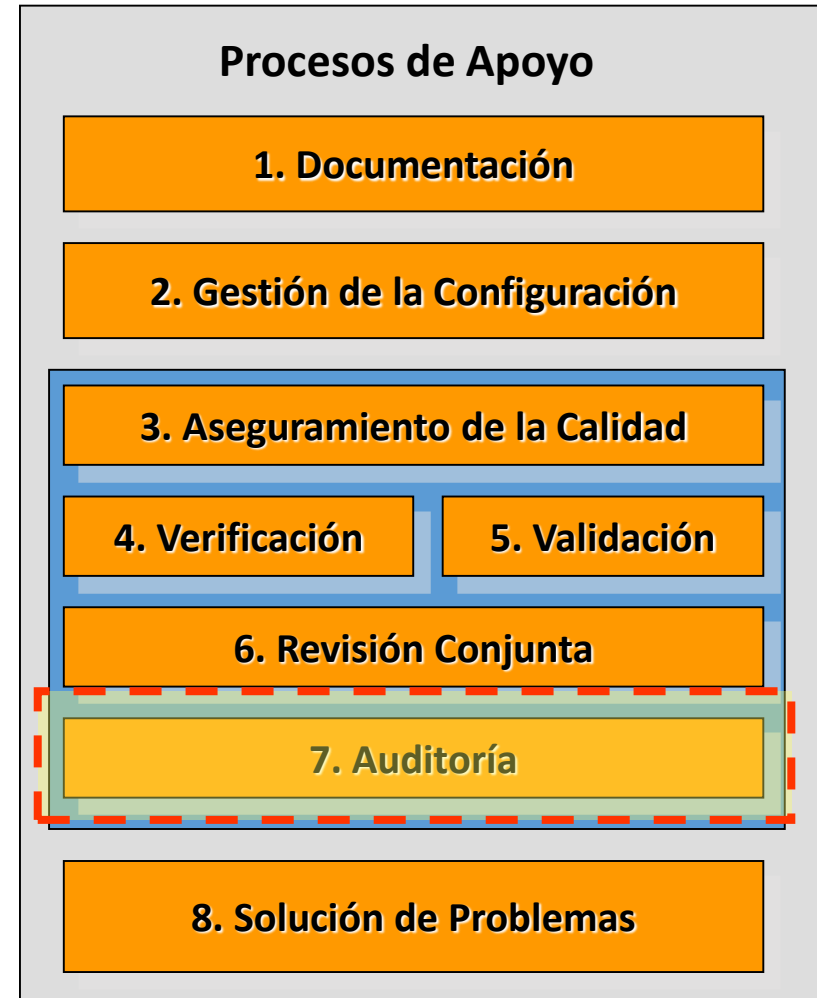 Procesos de Apoyo
1. Documentación
2. Gestión de la Configuración
3. Aseguramiento de la Calidad
4. Verificación
5. Validación
6. Revisión Conjunta
7. Auditoría
8. Solución de Problemas